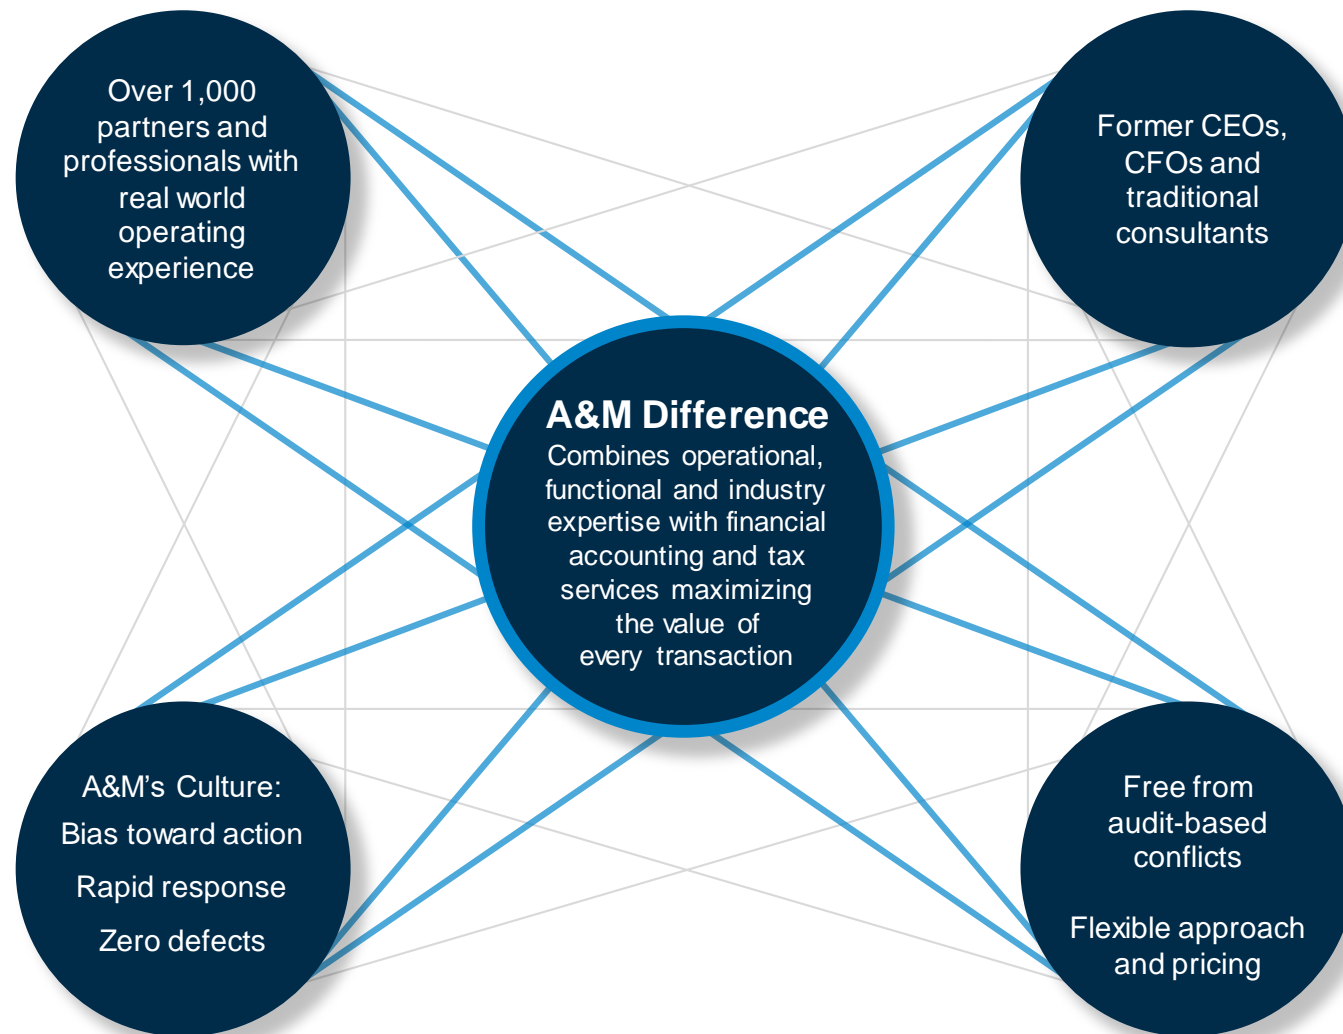 Over 1,000
partners and
professionals with
real world
operating
experience
Former CEOs,
CFOs and
traditional
consultants
A&M Difference
Combines operational,
functional and industry
expertise with financial
accounting and tax
services maximizing
the value of
every transaction
A&M’s Culture:
Bias toward action
Rapid response
Zero defects
Free from
audit-based
conflicts
Flexible approach
and pricing